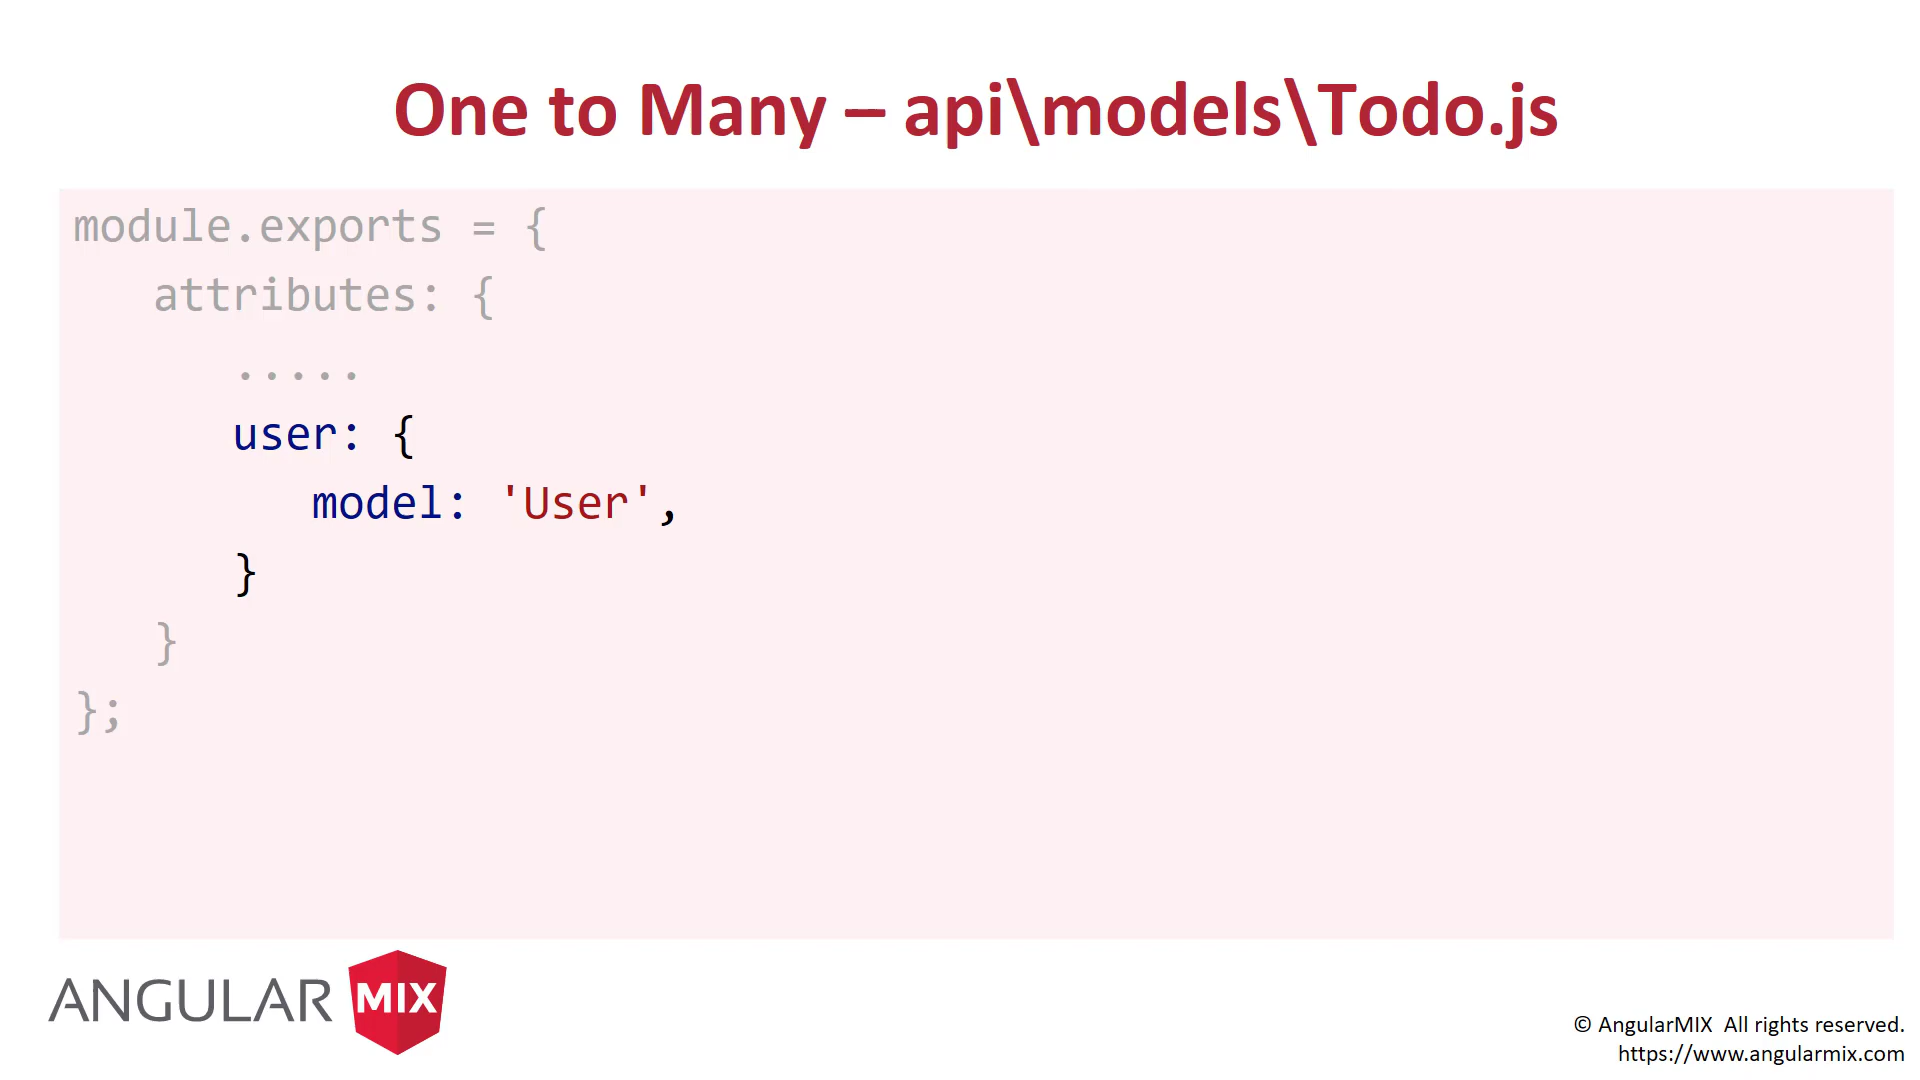 One to Many – api\models\Todo.js
module.exports = {
   attributes: {
      .....
      user: {
         model: 'User',
      }
   }
};
ANGULAR MIX
© AngularMIX  All rights reserved.
https://www.angularmix.com